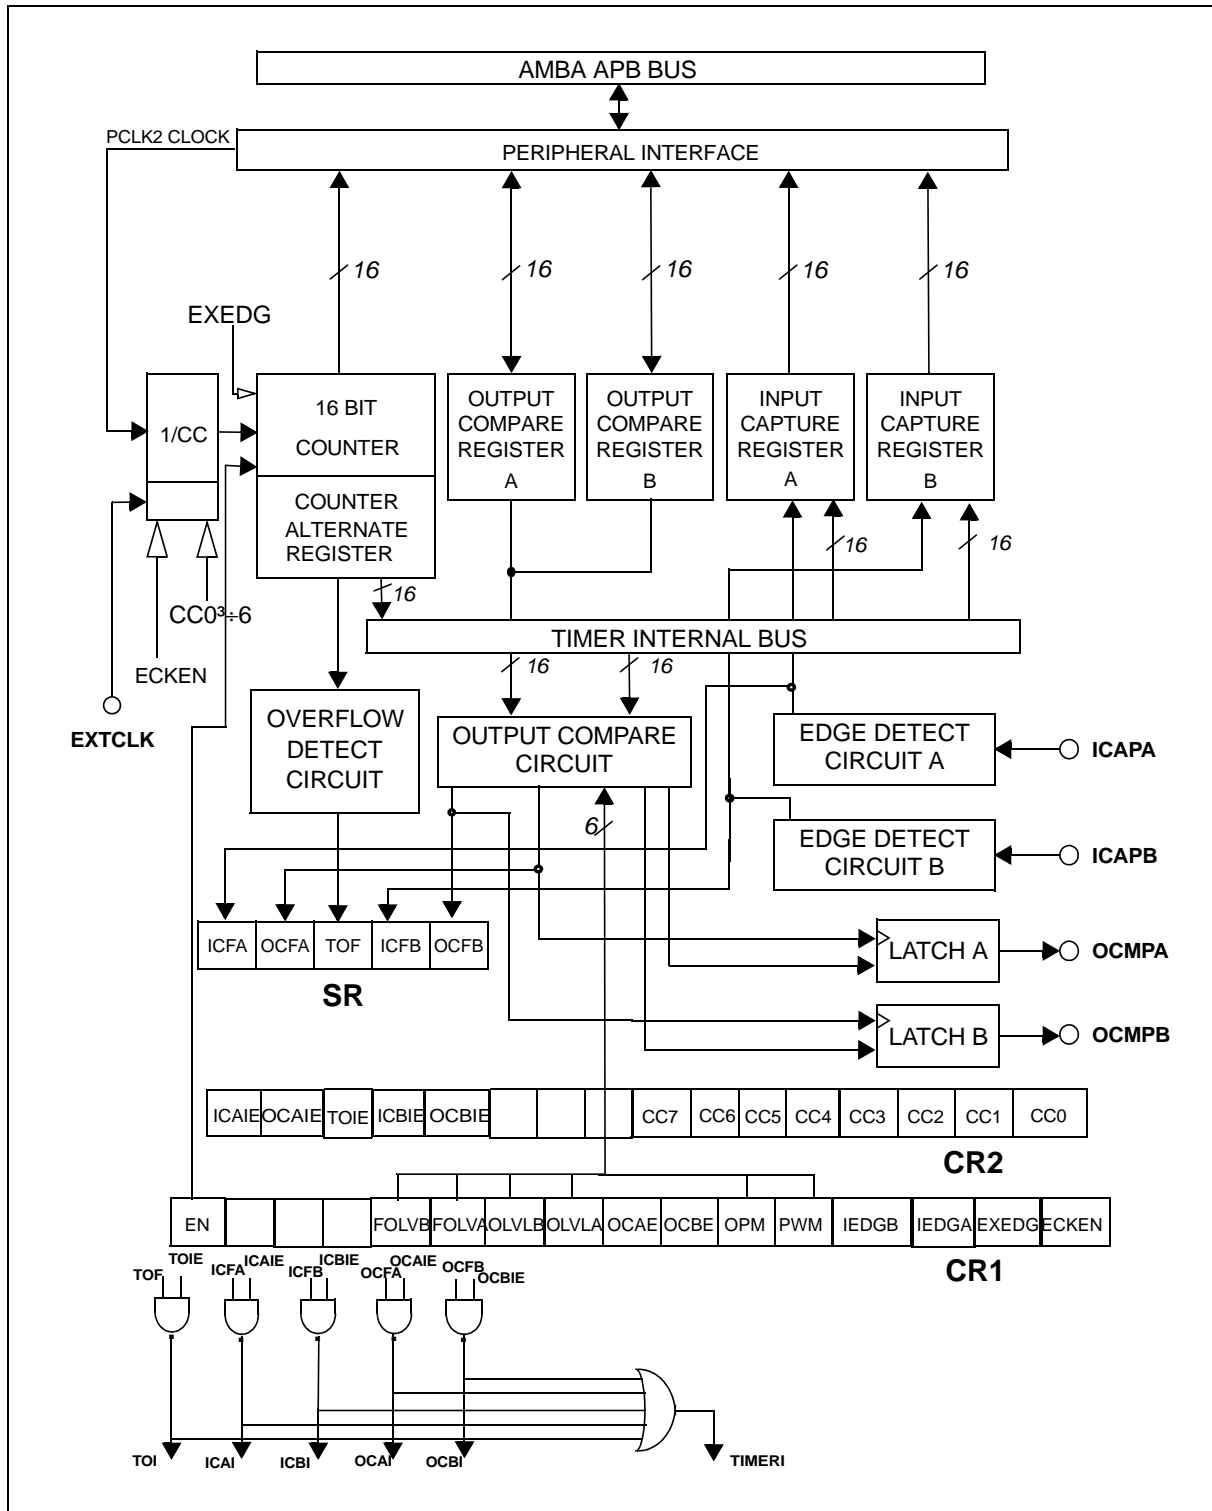 AMBA APB BUS
PCLK2 CLOCK
PERIPHERAL INTERFACE
16
16
16
16
16
EXEDG
1/CC
16 BIT
COUNTER
COUNTER
ALTERNATE
REGISTER
OUTPUT
COMPARE
REGISTER
A
OUTPUT
COMPARE
REGISTER
B
INPUT
CAPTURE
REGISTER
A
INPUT
CAPTURE
REGISTER
B
16
16
16
CC0³÷6
ECKEN
EXTCLK
TIMER INTERNAL BUS
16
16
OVERFLOW
DETECT
CIRCUIT
OUTPUT COMPARE
CIRCUIT
EDGE DETECT
CIRCUIT A
ICAPA
6
EDGE DETECT
CIRCUIT B
ICAPB
ICFA OCFA TOF ICFB OCFB
SR
LATCH A
OCMPA
LATCH B
OCMPB
ICAIE OCAIE TOIE ICBIE OCBIE CC7 CC6 CC5 CC4 CC3 CC2 CC1 CC0
CR2
EN FOLVB FOLVA OLVLB OLVLA OCAE OCBE OPM PWM IEDGB IEDGA EXEDG ECKEN
CR1
TOF TOIE ICFA ICAIE ICFB ICBIE OCFA OCAIE OCFB OCBIE
TOI ICAI ICBI OCAI OCBI TIMERI